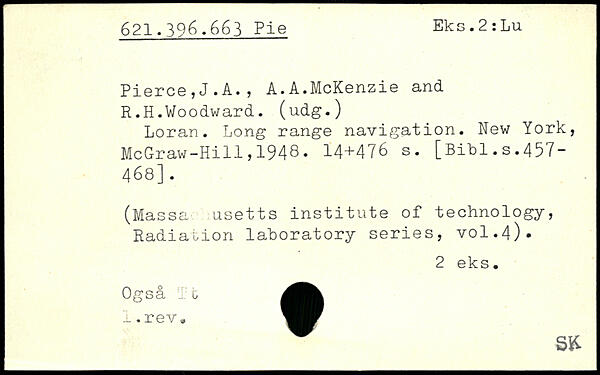 621.396.663 Pie Eks.2:Lu
Pierce,J.A., A.A.McKenzie and
R.H.Woodward. (udg.)
Loran. Long range navigation. New York,
McGraw-Hill,1948. 14+476 s. [Bibl.s.457-
468].
(Massachusetts institute of technology,
Radiation laboratory series, vol.4).
2 eks.
Også Tt
1.rev.
SK